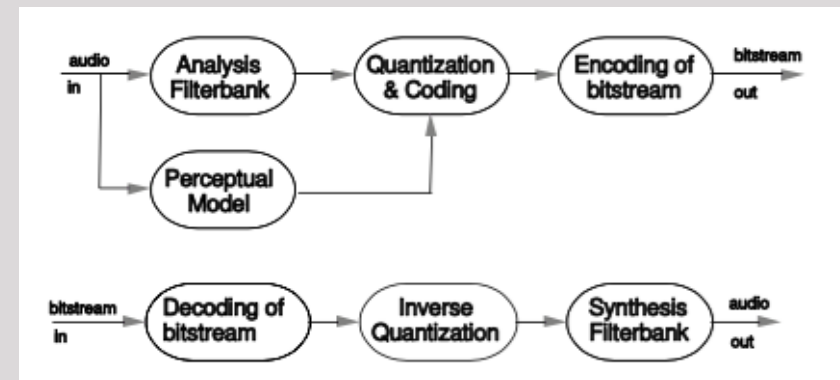 audio
in
Analysis
Filterbank
Quantization
& Coding
Encoding of
bitstream
bitstream
out
Perceptual
Model
bitstream
in
Decoding of
bitstream
Inverse
Quantization
Synthesis
Filterbank
audio
out